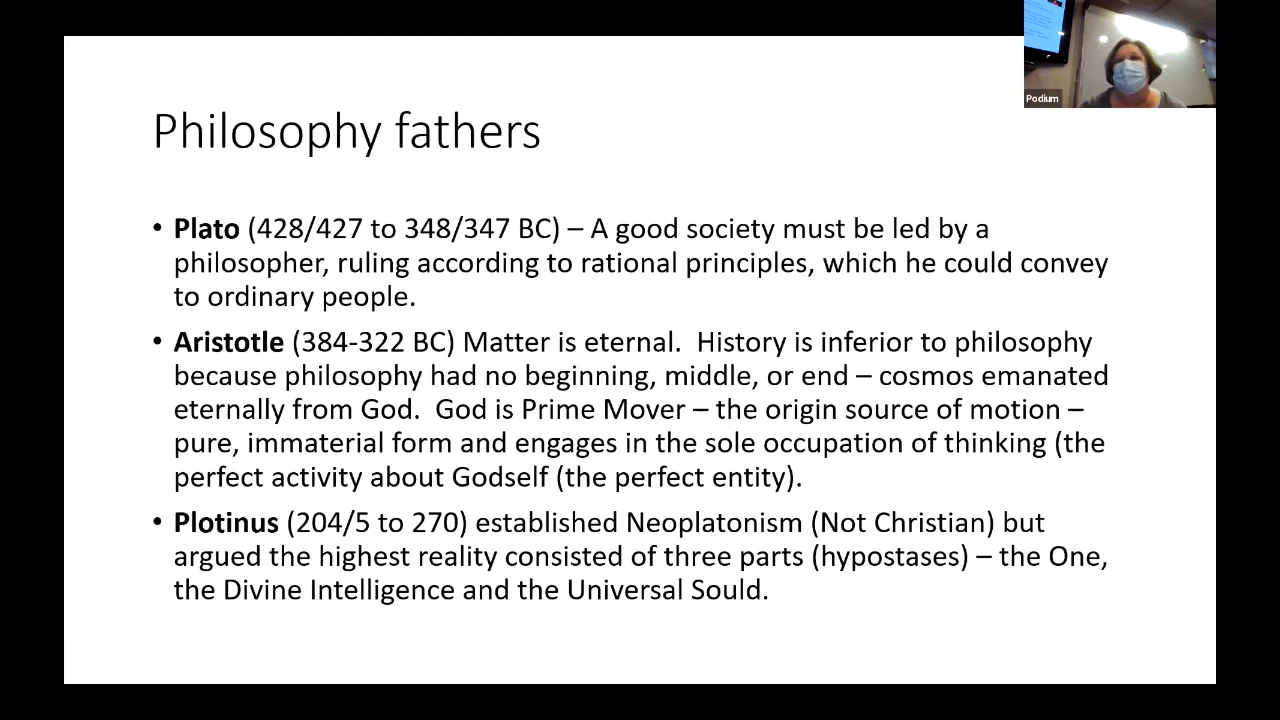 Podium
Philosophy fathers
• Plato (428/427 to 348/347 BC) – A good society must be led by a
philosopher, ruling according to rational principles, which he could convey
to ordinary people.
• Aristotle (384-322 BC) Matter is eternal.  History is inferior to philosophy
because philosophy had no beginning, middle, or end – cosmos emanated
eternally from God.  God is Prime Mover – the origin source of motion –
pure, immaterial form and engages in the sole occupation of thinking (the
perfect activity about Godself (the perfect entity).
• Plotinus (204/5 to 270) established Neoplatonism (Not Christian) but
argued the highest reality consisted of three parts (hypostases) – the One,
the Divine Intelligence and the Universal Sould.